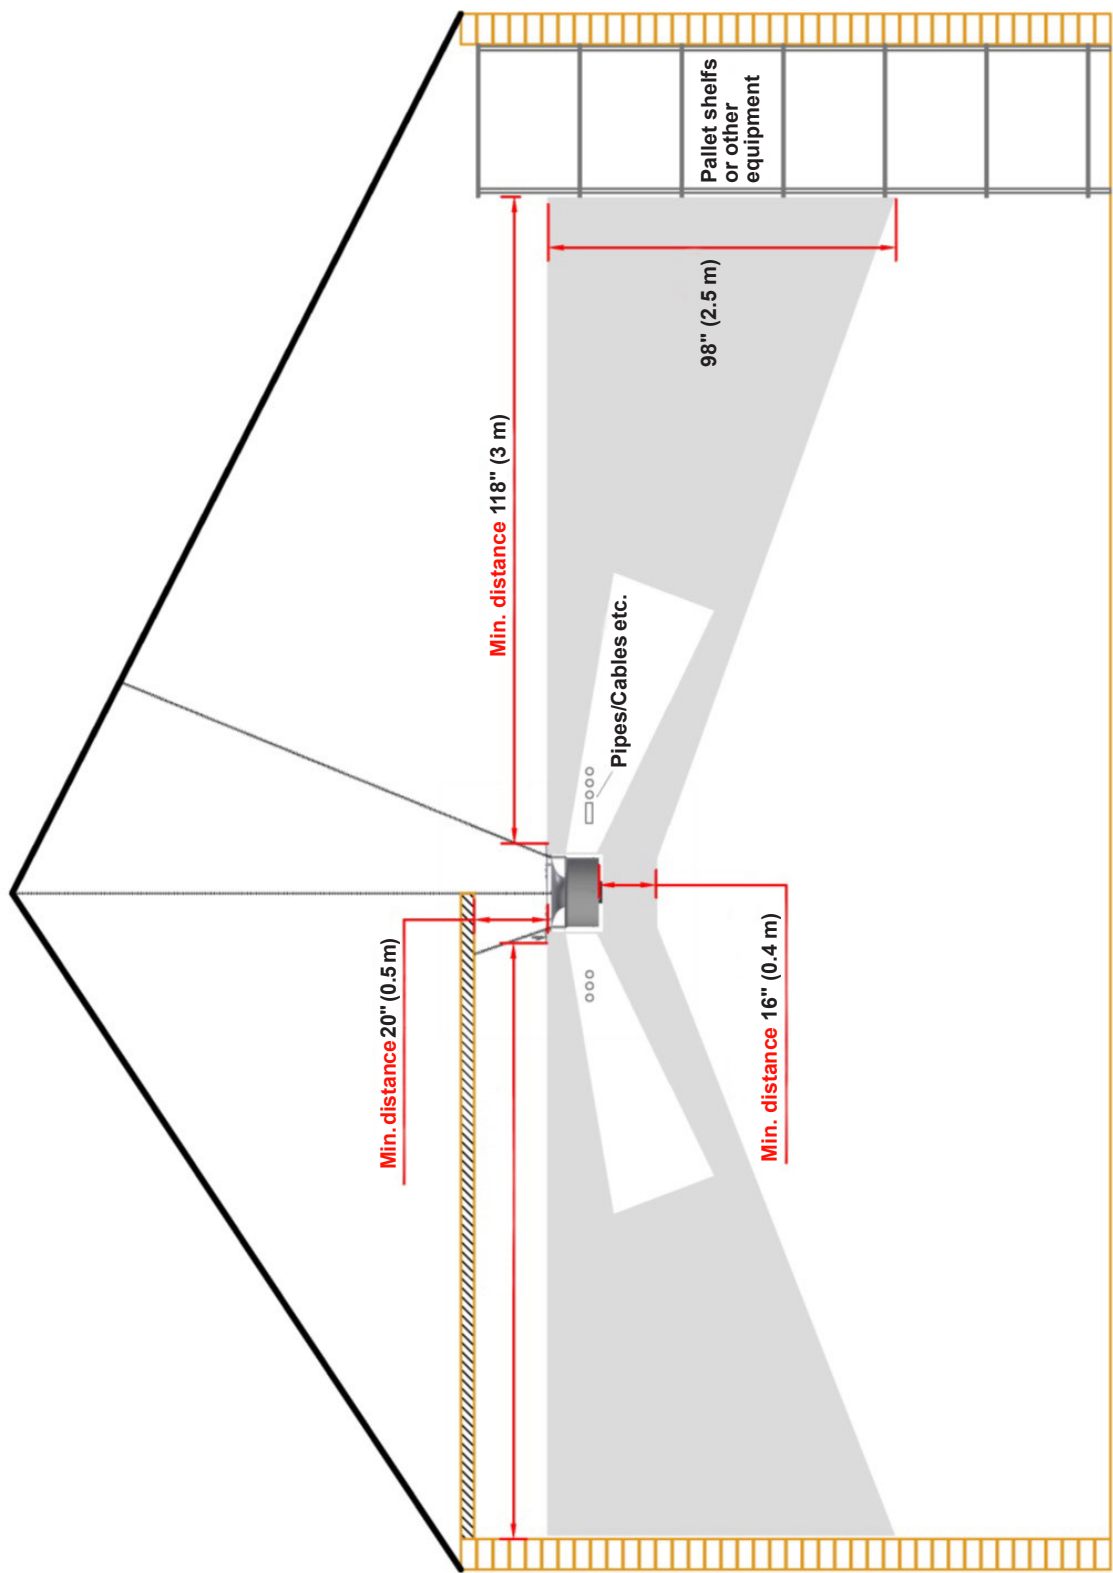 Pallet shelfs
or other
equipment
98" (2.5 m)
Min. distance 118" (3 m)
Pipes/Cables etc.
Min. distance 20" (0.5 m)
Min. distance 16" (0.4 m)